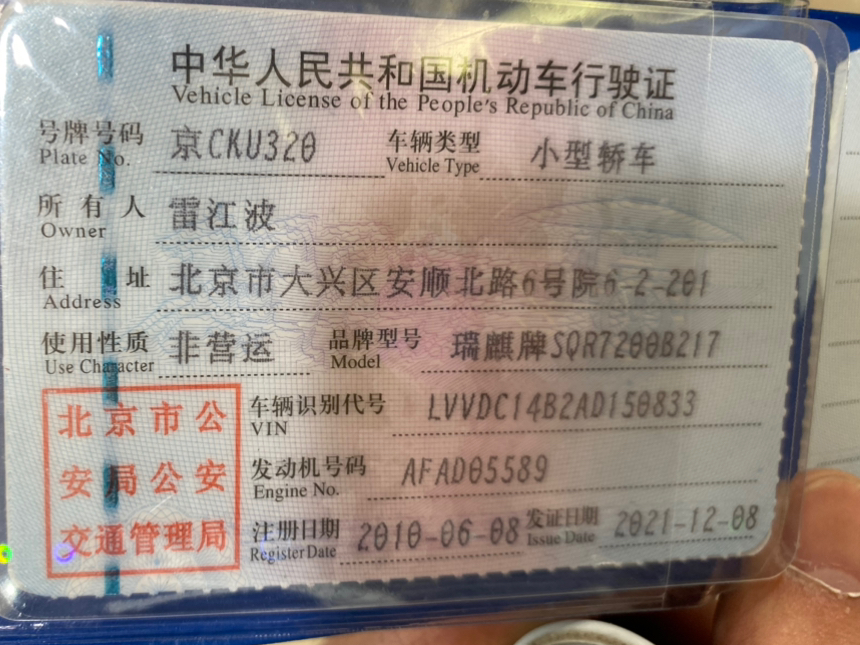 中华人民共和国机动车行驶证
Vehicle License of the People's Republic of China
号牌号码 京CKU320 车辆类型 小型轿车
Plate No. Vehicle Type
所有人 雷江波
Owner
住址 北京市大兴区安顺北路6号院6-2-201
Address
使用性质 非营运 品牌型号 瑞麒牌SQR7200B217
Use Character Model
北京市公
安局公安
交通管理局
车辆识别代号 LVVDC14B2AD150833
VIN
发动机号码 AFAD05589
Engine No.
注册日期 2010-06-08 发证日期 2021-12-08
Register Date Issue Date